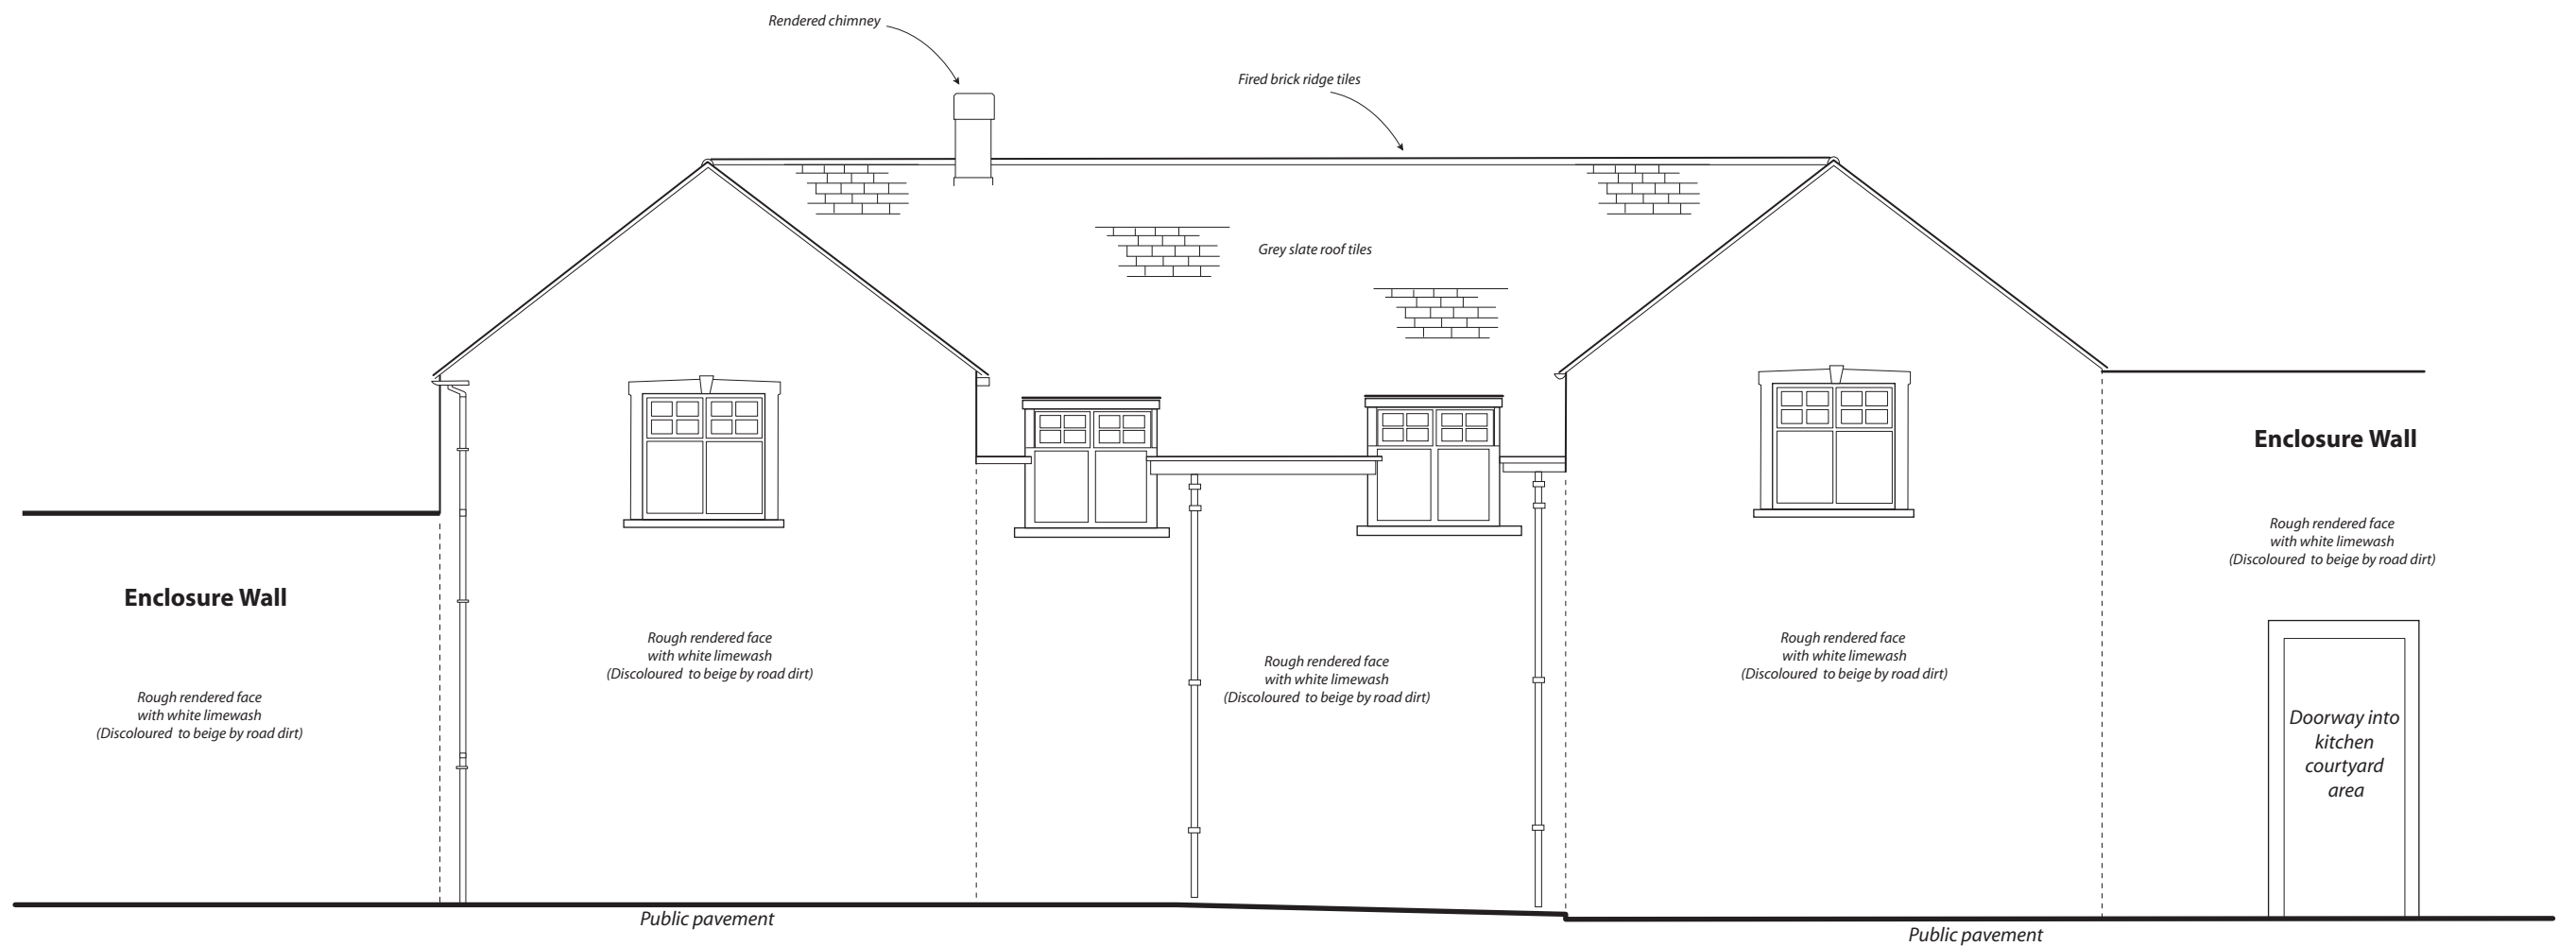 Rendered chimney
Fired brick ridge tiles
Grey slate roof tiles
Enclosure Wall
Rough rendered face
with white limewash
(Discoloured to beige by road dirt)
Enclosure Wall
Rough rendered face
with white limewash
(Discoloured to beige by road dirt)
Rough rendered face
with white limewash
(Discoloured to beige by road dirt)
Rough rendered face
with white limewash
(Discoloured to beige by road dirt)
Rough rendered face
with white limewash
(Discoloured to beige by road dirt)
Doorway into
kitchen
courtyard
area
Public pavement
Public pavement